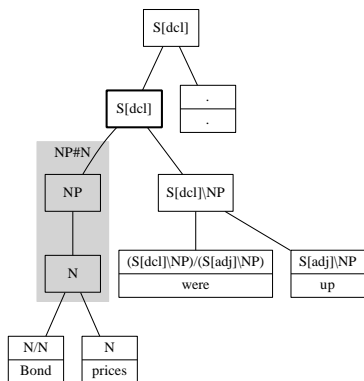 S[dcl]
S[dcl]
.
.
NP#N
NP
S[dcl]\NP
N
(S[dcl]\NP)/(S[adj]\NP)
were
S[adj]\NP
up
N/N
Bond
N
prices